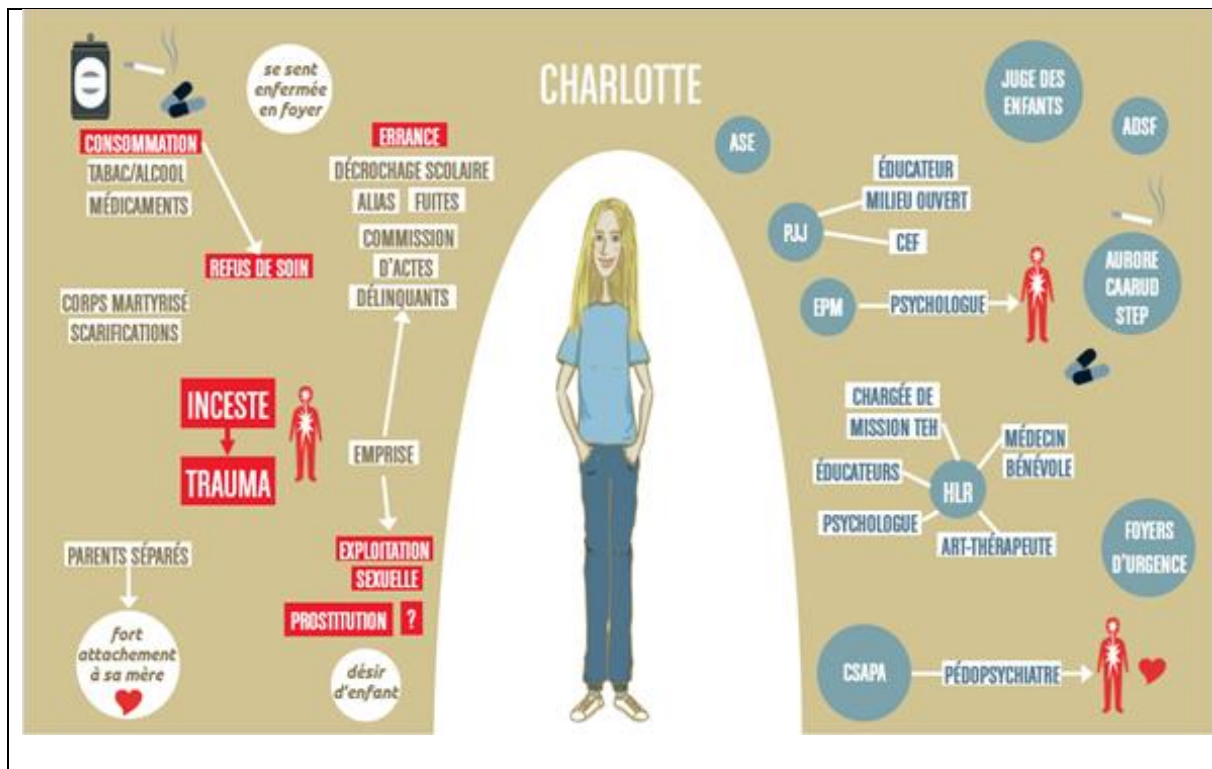 CHARLOTTE
se sent
enfermée
en foyer
CONSOMMATION
TABAC/ALCOOL
MÉDICAMENTS
REFUS DE SOIN
CORPS MARTYRISÉ
SCARIFICATIONS
ERRANCE
DÉCROCHAGE SCOLAIRE
ALIAS FUITES
COMMISSION
D'ACTES
DÉLINQUANTS
INCESTE
TRAUMA
EMPRISE
EXPLOITATION
SEXUELLE
PROSTITUTION ?
PARENTS SÉPARÉS
fort
attachement
à sa mère
désir
d'enfant
ASE
JUGE DES
ENFANTS
ADSF
PJJ
ÉDUCATEUR
MILIEU OUVERT
CEF
EPM
PSYCHOLOGUE
AURORE
CAARUD
STEP
CHARGÉE DE
MISSION TEH
MÉDECIN
BÉNÉVOLE
ÉDUCATEURS
HLR
PSYCHOLOGUE
ART-THÉRAPEUTE
FOYERS
D'URGENCE
CSAPA
PÉDOPSYCHIATRE